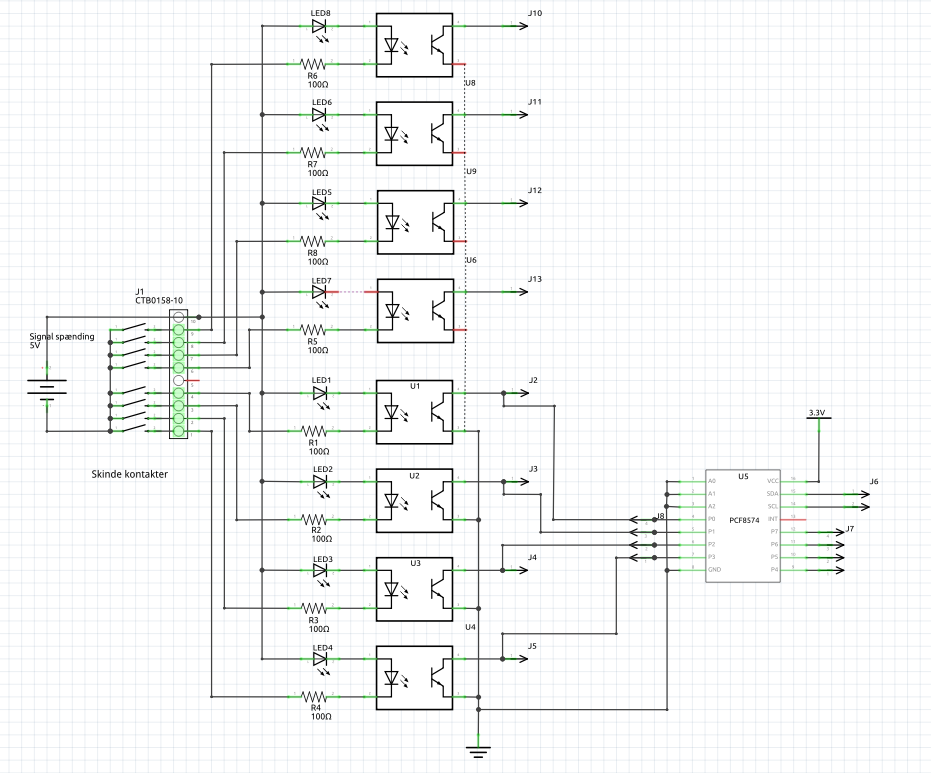 LED8
J10
R6
100Ω
U8
LED6
J11
R7
100Ω
U9
LED5
J12
R8
100Ω
U6
LED7
J13
J1
CTB0158-10
Signal spænding
5V
R5
100Ω
LED1
U1
J2
R1
100Ω
3.3V
Skinde kontakter
LED2
U2
J3
R2
100Ω
U5
A0
VCC
A1
SDA
J6
A2
SCL
P0
PCF8574
INT
J8
P1
P7
J7
P2
P6
P3
P5
GND
P4
LED3
U3
J4
R3
100Ω
U4
LED4
J5
R4
100Ω